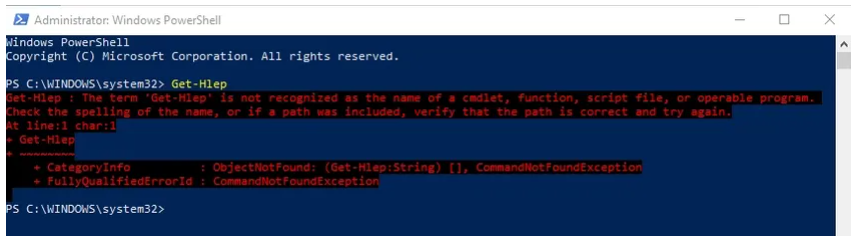 Administrator: Windows PowerShell
Windows PowerShell
Copyright (C) Microsoft Corporation. All rights reserved.
PS C:\WINDOWS\system32> Get-Hlep
Get-Hlep : The term 'Get-Hlep' is not recognized as the name of a cmdlet, function, script file, or operable program.
Check the spelling of the name, or if a path was included, verify that the path is correct and try again.
At line:1 char:1
+ Get-Hlep
+ ~~~~~~~~
    + CategoryInfo          : ObjectNotFound: (Get-Hlep:String) [], CommandNotFoundException
    + FullyQualifiedErrorId : CommandNotFoundException
PS C:\WINDOWS\system32>